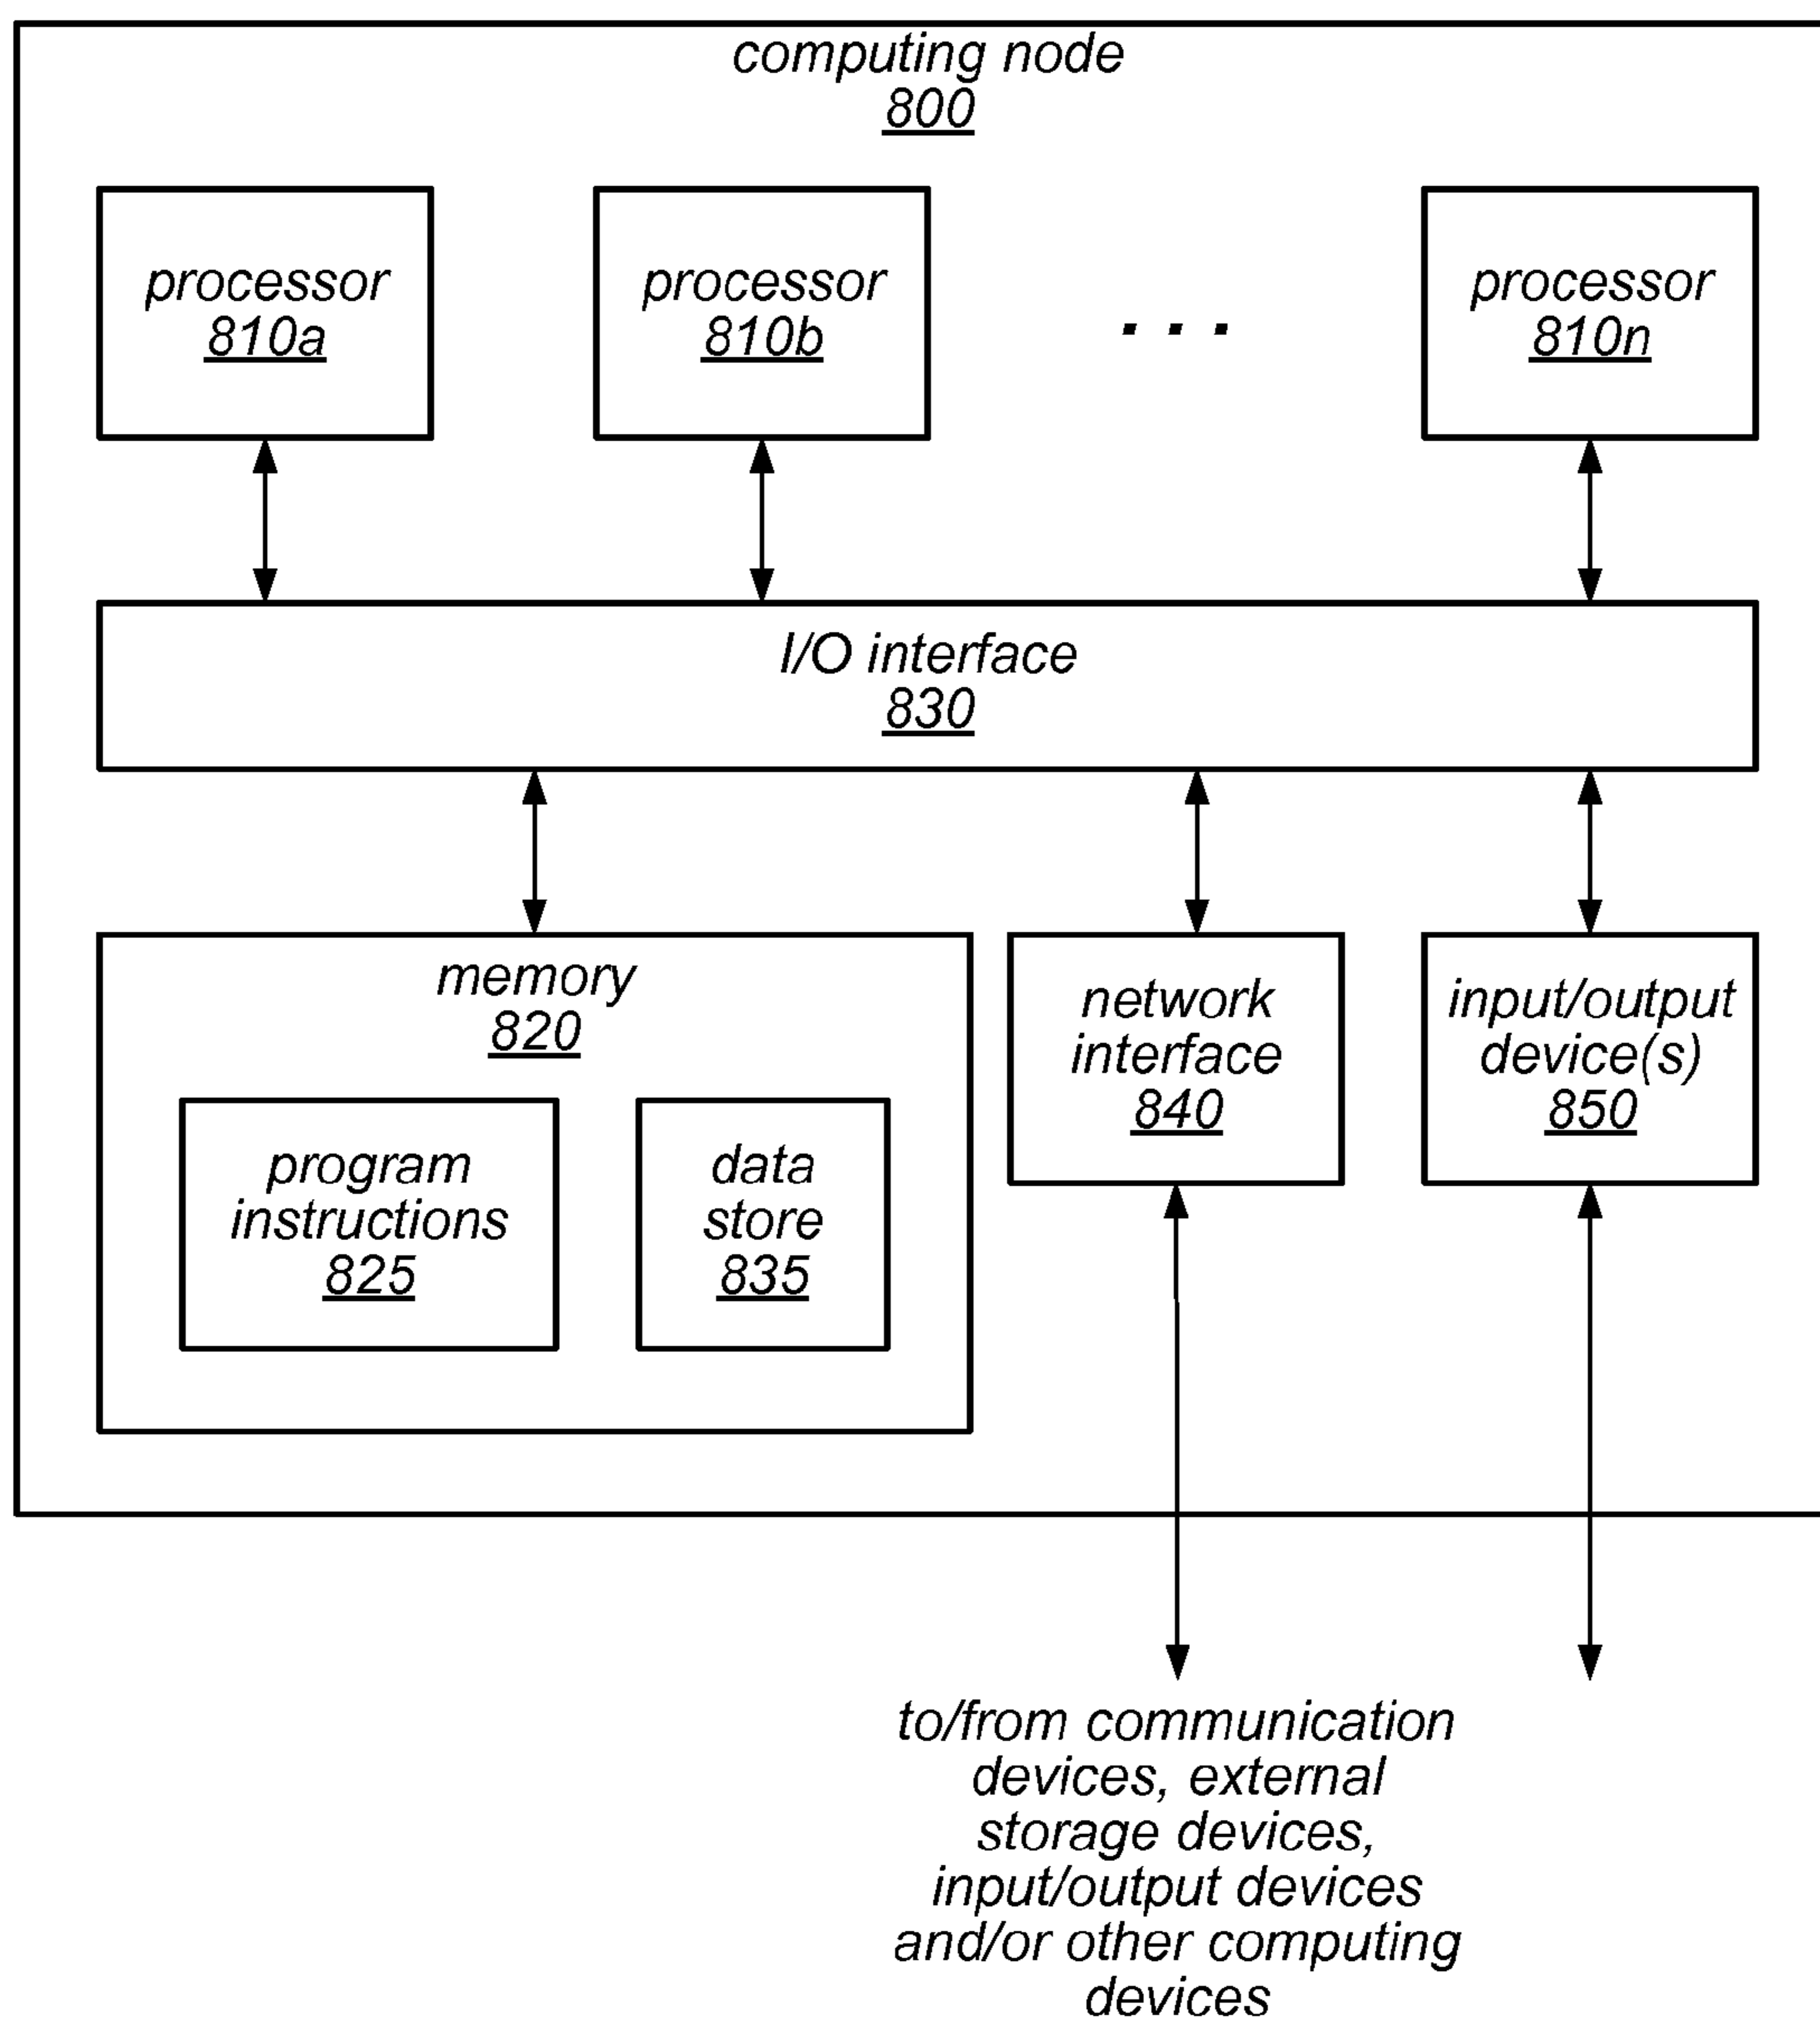 computing node
800
processor
810a
processor
810b
. . .
processor
810n
I/O interface
830
memory
820
program
instructions
825
data
store
835
network
interface
840
input/output
device(s)
850
to/from communication
devices, external
storage devices,
input/output devices
and/or other computing
devices